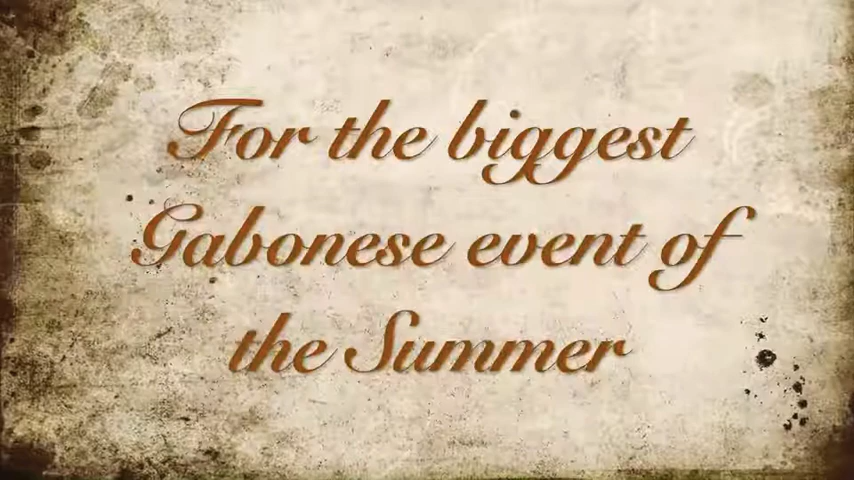 For the biggest
Gabonese event of
the Summer